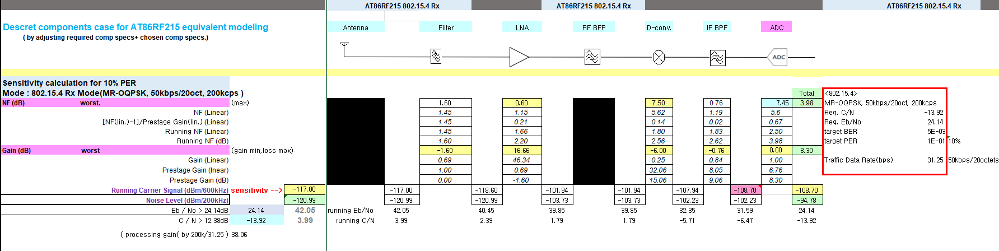 AT86RF215 802.15.4 Rx AT86RF215 802.15.4 Rx AT86RF215 802.15.4 Rx
Descret components case for AT86RF215 equivalent modeling
( by adjusting required comp specs+ chosen comp specs.)
Antenna Filter LNA RF BFP D-conv. IF BPF ADC
ADC
Sensitivity calculation for 10% PER
Mode : 802.15.4 Rx Mode(MR-OQPSK, 50kbps/20oct, 200kcps )
Total <802.15.4>
NF (dB) worst. (max) 1.60 0.60 7.50 0.76 7.45 3.98 MR-OQPSK, 50kbps/20oct, 200kcps
NF (Linear) 1.45 1.15 5.62 1.19 5.6 Req. C/N -13.92
[NF(lin.)-1]/Prestage Gain(lin.) (Linear) 1.45 0.21 0.14 0.02 0.67 Req. Eb/No 24.14
Running NF (Linear) 1.45 1.66 1.80 1.83 2.50 target BER 5E-03
Running NF (dB) 1.60 2.20 2.56 2.62 3.98 target PER 1E-01 10%
Gain (dB) worst (gain min,loss max) -1.60 16.66 -6.00 -0.76 0.00 8.30
Gain (Linear) 0.69 46.34 0.25 0.84 1.00 Traffic Data Rate(bps) 31.25 50kbps/20octets
Prestage Gain (lnear) 1.00 0.69 32.06 8.05 6.76
Prestage Gain (dB) 0.00 -1.60 15.06 9.06 8.30
Running Carrier Signal (dBm/600kHz) sensitivity --> -117.00 -117.00 -118.60 -101.94 -101.94 -107.94 -108.70 -108.70
Noise Level (dBm/200kHz) -120.99 -120.99 -120.99 -103.73 -103.73 -102.23 -102.23 -94.78
Eb / No > 24.14dB 24.14 42.05 running Eb/No 42.05 40.45 39.85 39.85 32.35 31.59 24.14
C / N > 12.38dB -13.92 3.99 running C/N 3.99 2.39 1.79 1.79 -5.71 -6.47 -13.92
( processing gain( by 200k/31.25 ) 38.06